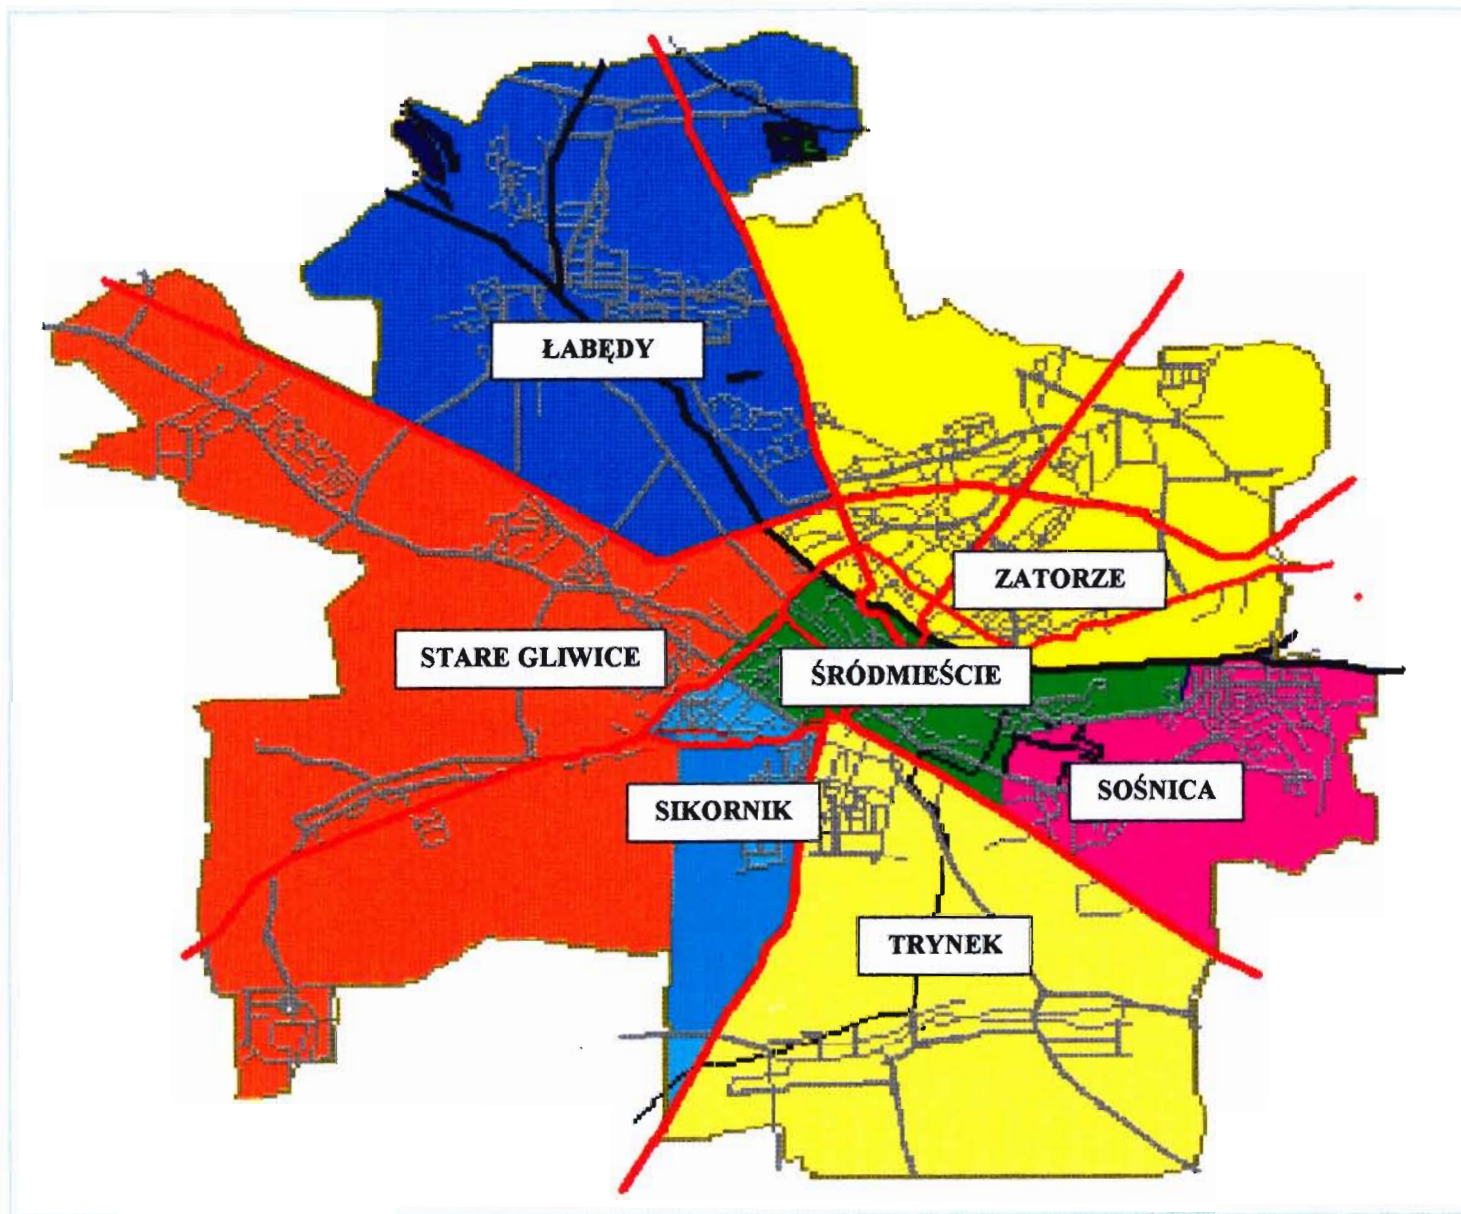 ŁABĘDY
ZATORZE
STARE GLIWICE
ŚRÓDMIEŚCIE
SOŚNICA
SIKORNIK
TRYNEK